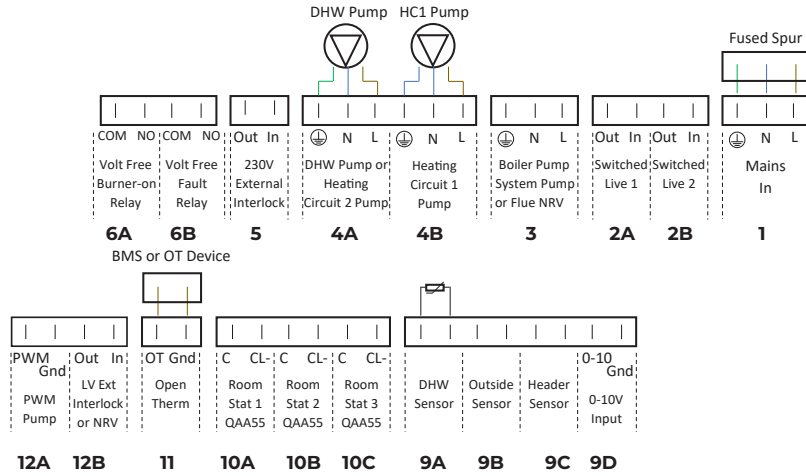 DHW Pump HC1 Pump
Fused Spur
COM NO COM NO Out In ⏚ N L ⏚ N L ⏚ N L Out In Out In ⏚ N L
Volt Free
Burner-on
Relay
Volt Free
Fault
Relay
230V
External
Interlock
DHW Pump or
Heating
Circuit 2 Pump
Heating
Circuit 1
Pump
Boiler Pump
System Pump
or Flue NRV
Switched
Live 1
Switched
Live 2
Mains
In
6A 6B 5 4A 4B 3 2A 2B 1
BMS or OT Device
PWM
Gnd
Out In OT Gnd C CL- C CL- C CL- 0-10
Gnd
PWM
Pump
LV Ext
Interlock
or NRV
Open
Therm
Room
Stat 1
QAA55
Room
Stat 2
QAA55
Room
Stat 3
QAA55
DHW
Sensor
Outside
Sensor
Header
Sensor
0-10V
Input
12A 12B 11 10A 10B 10C 9A 9B 9C 9D